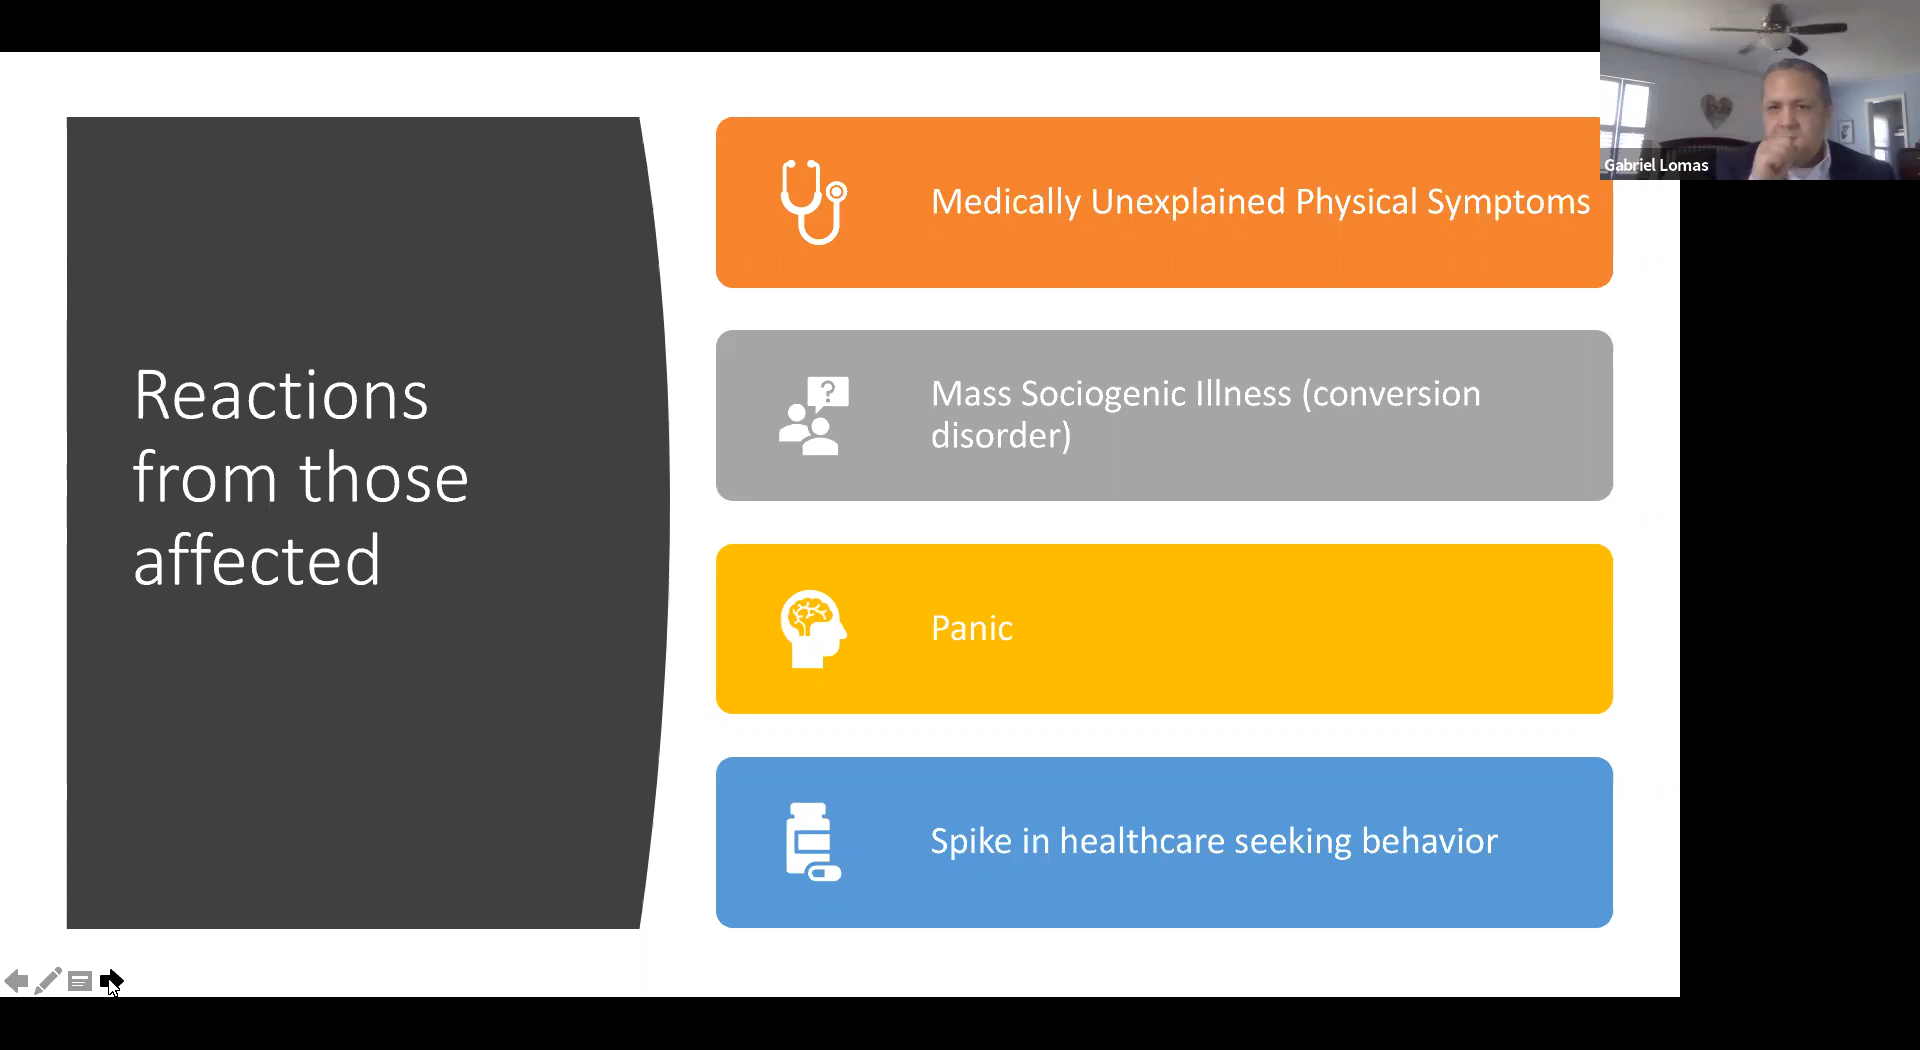 Reactions
from those
affected
Medically Unexplained Physical Symptoms
Mass Sociogenic Illness (conversion
disorder)
?
Panic
Spike in healthcare seeking behavior
Gabriel Lomas